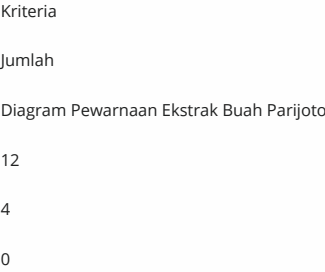 Kriteria
Jumlah
Diagram Pewarnaan Ekstrak Buah Parijoto
12
4
0